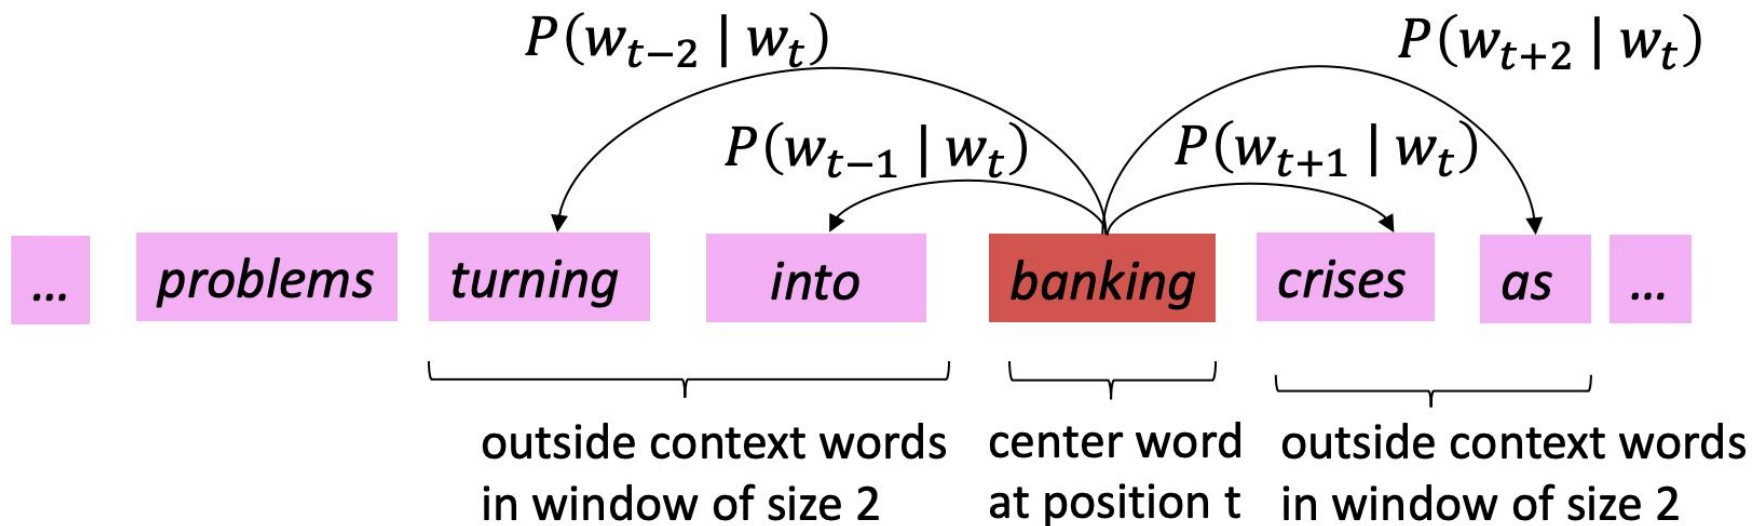 P(w_{t−2} | w_t) P(w_{t+2} | w_t)
P(w_{t−1} | w_t) P(w_{t+1} | w_t)
... problems turning into banking crises as ...
outside context words center word outside context words
in window of size 2 at position t in window of size 2